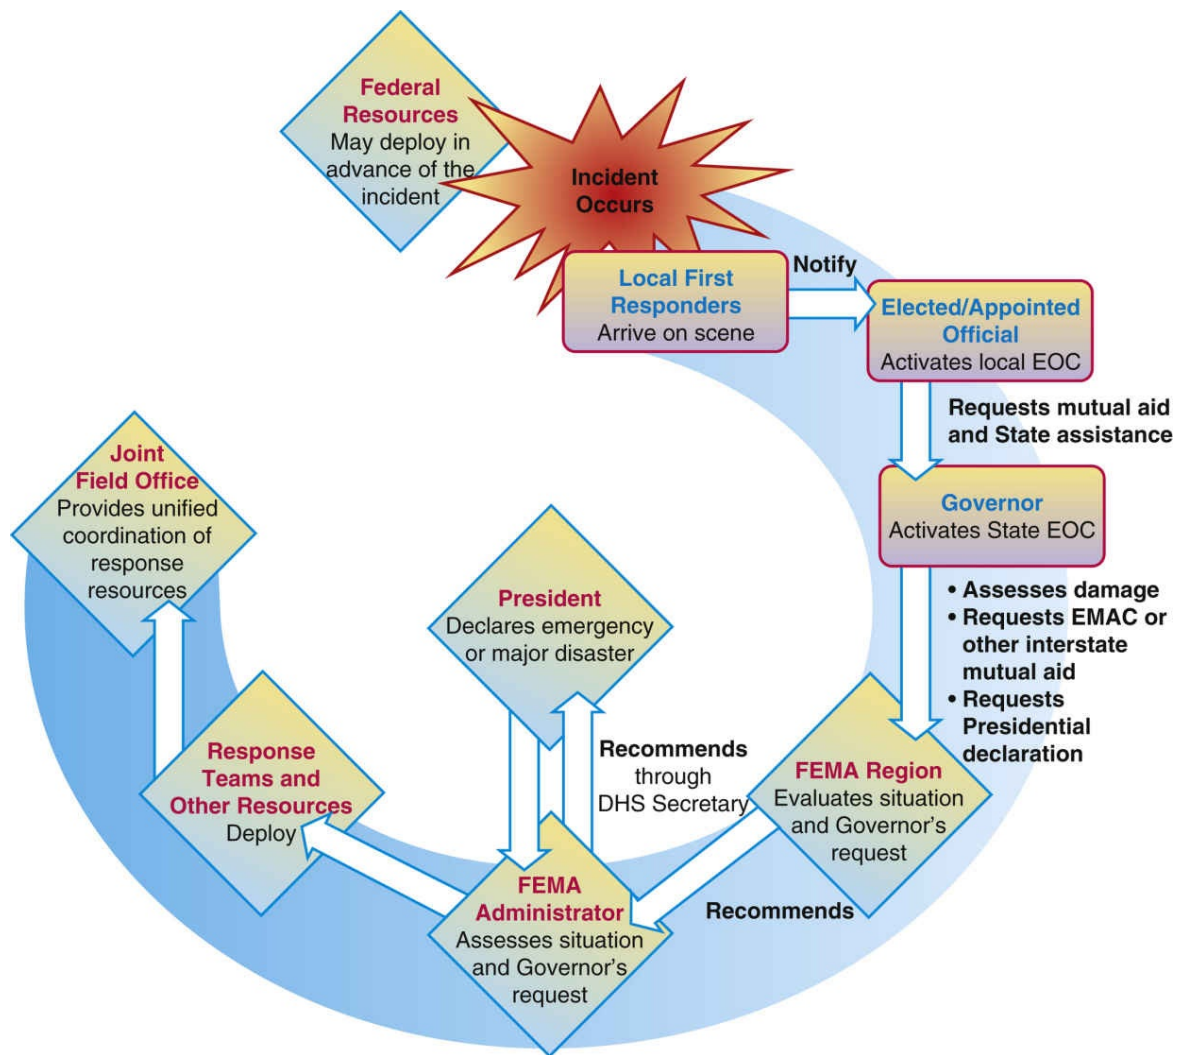 Federal
Resources
May deploy in
advance of the
incident
Incident
Occurs
Local First
Responders
Arrive on scene
Notify
Elected/Appointed
Official
Activates local EOC
Requests mutual aid
and State assistance
Governor
Activates State EOC
• Assesses damage
• Requests EMAC or
other interstate
mutual aid
• Requests
Presidential
declaration
FEMA Region
Evaluates situation
and Governor’s
request
Recommends
FEMA
Administrator
Assesses situation
and Governor’s
request
Recommends
through
DHS Secretary
President
Declares emergency
or major disaster
Response
Teams and
Other Resources
Deploy
Joint
Field Office
Provides unified
coordination of
response
resources